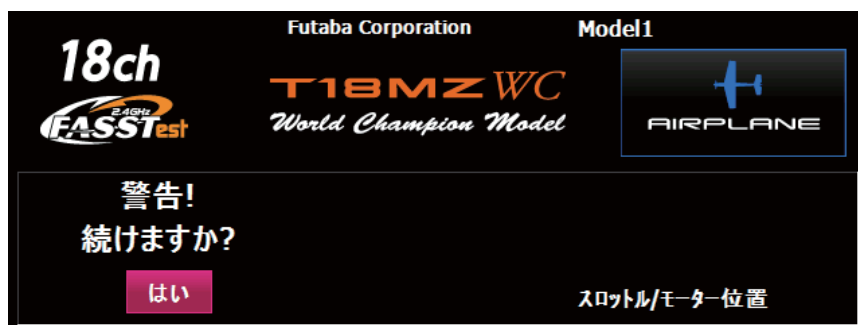 Futaba Corporation
Model1
18ch
2.4GHz
FASSTest
T18MZ WC
World Champion Model
AIRPLANE
警告!
続けますか?
はい
スロットル/モーター位置